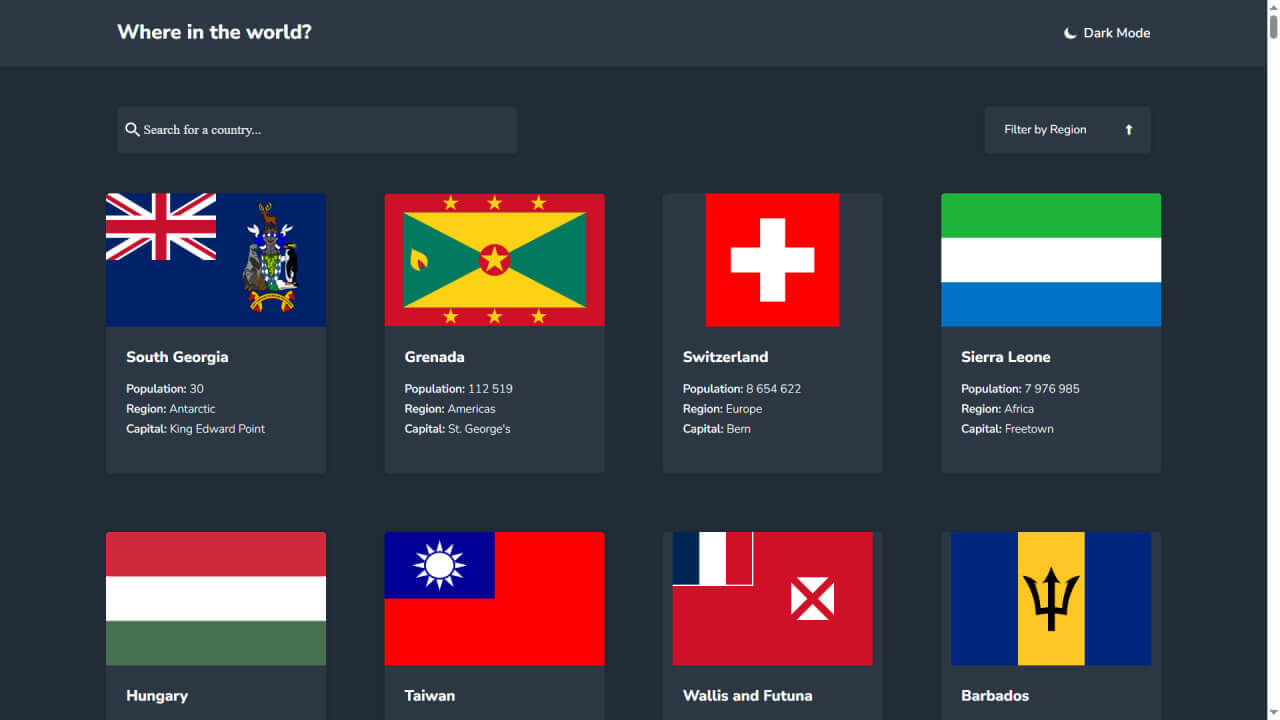 Where in the world?
Dark Mode
Search for a country...
Filter by Region
South Georgia
Population: 30
Region: Antarctic
Capital: King Edward Point
Grenada
Population: 112 519
Region: Americas
Capital: St. George's
Switzerland
Population: 8 654 622
Region: Europe
Capital: Bern
Sierra Leone
Population: 7 976 985
Region: Africa
Capital: Freetown
Hungary
Taiwan
Wallis and Futuna
Barbados